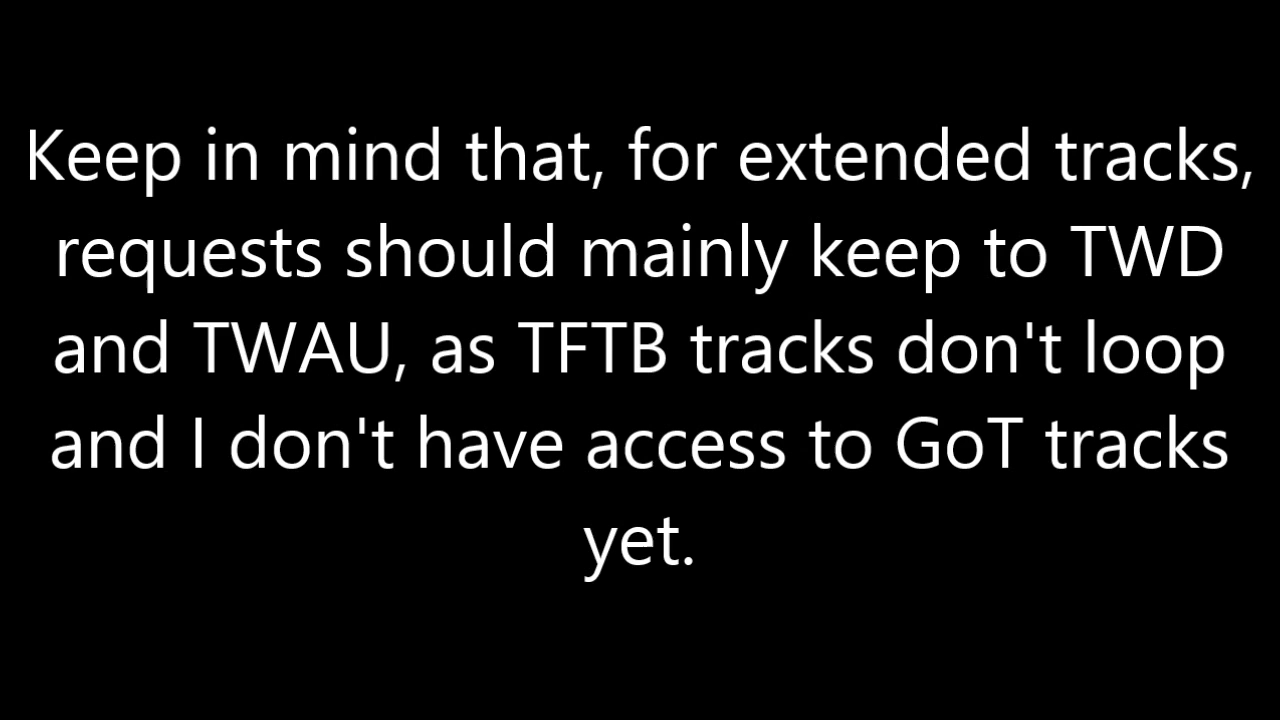 Keep in mind that, for extended tracks,
requests should mainly keep to TWD
and TWAU, as TFTB tracks don't loop
and I don't have access to GoT tracks
yet.